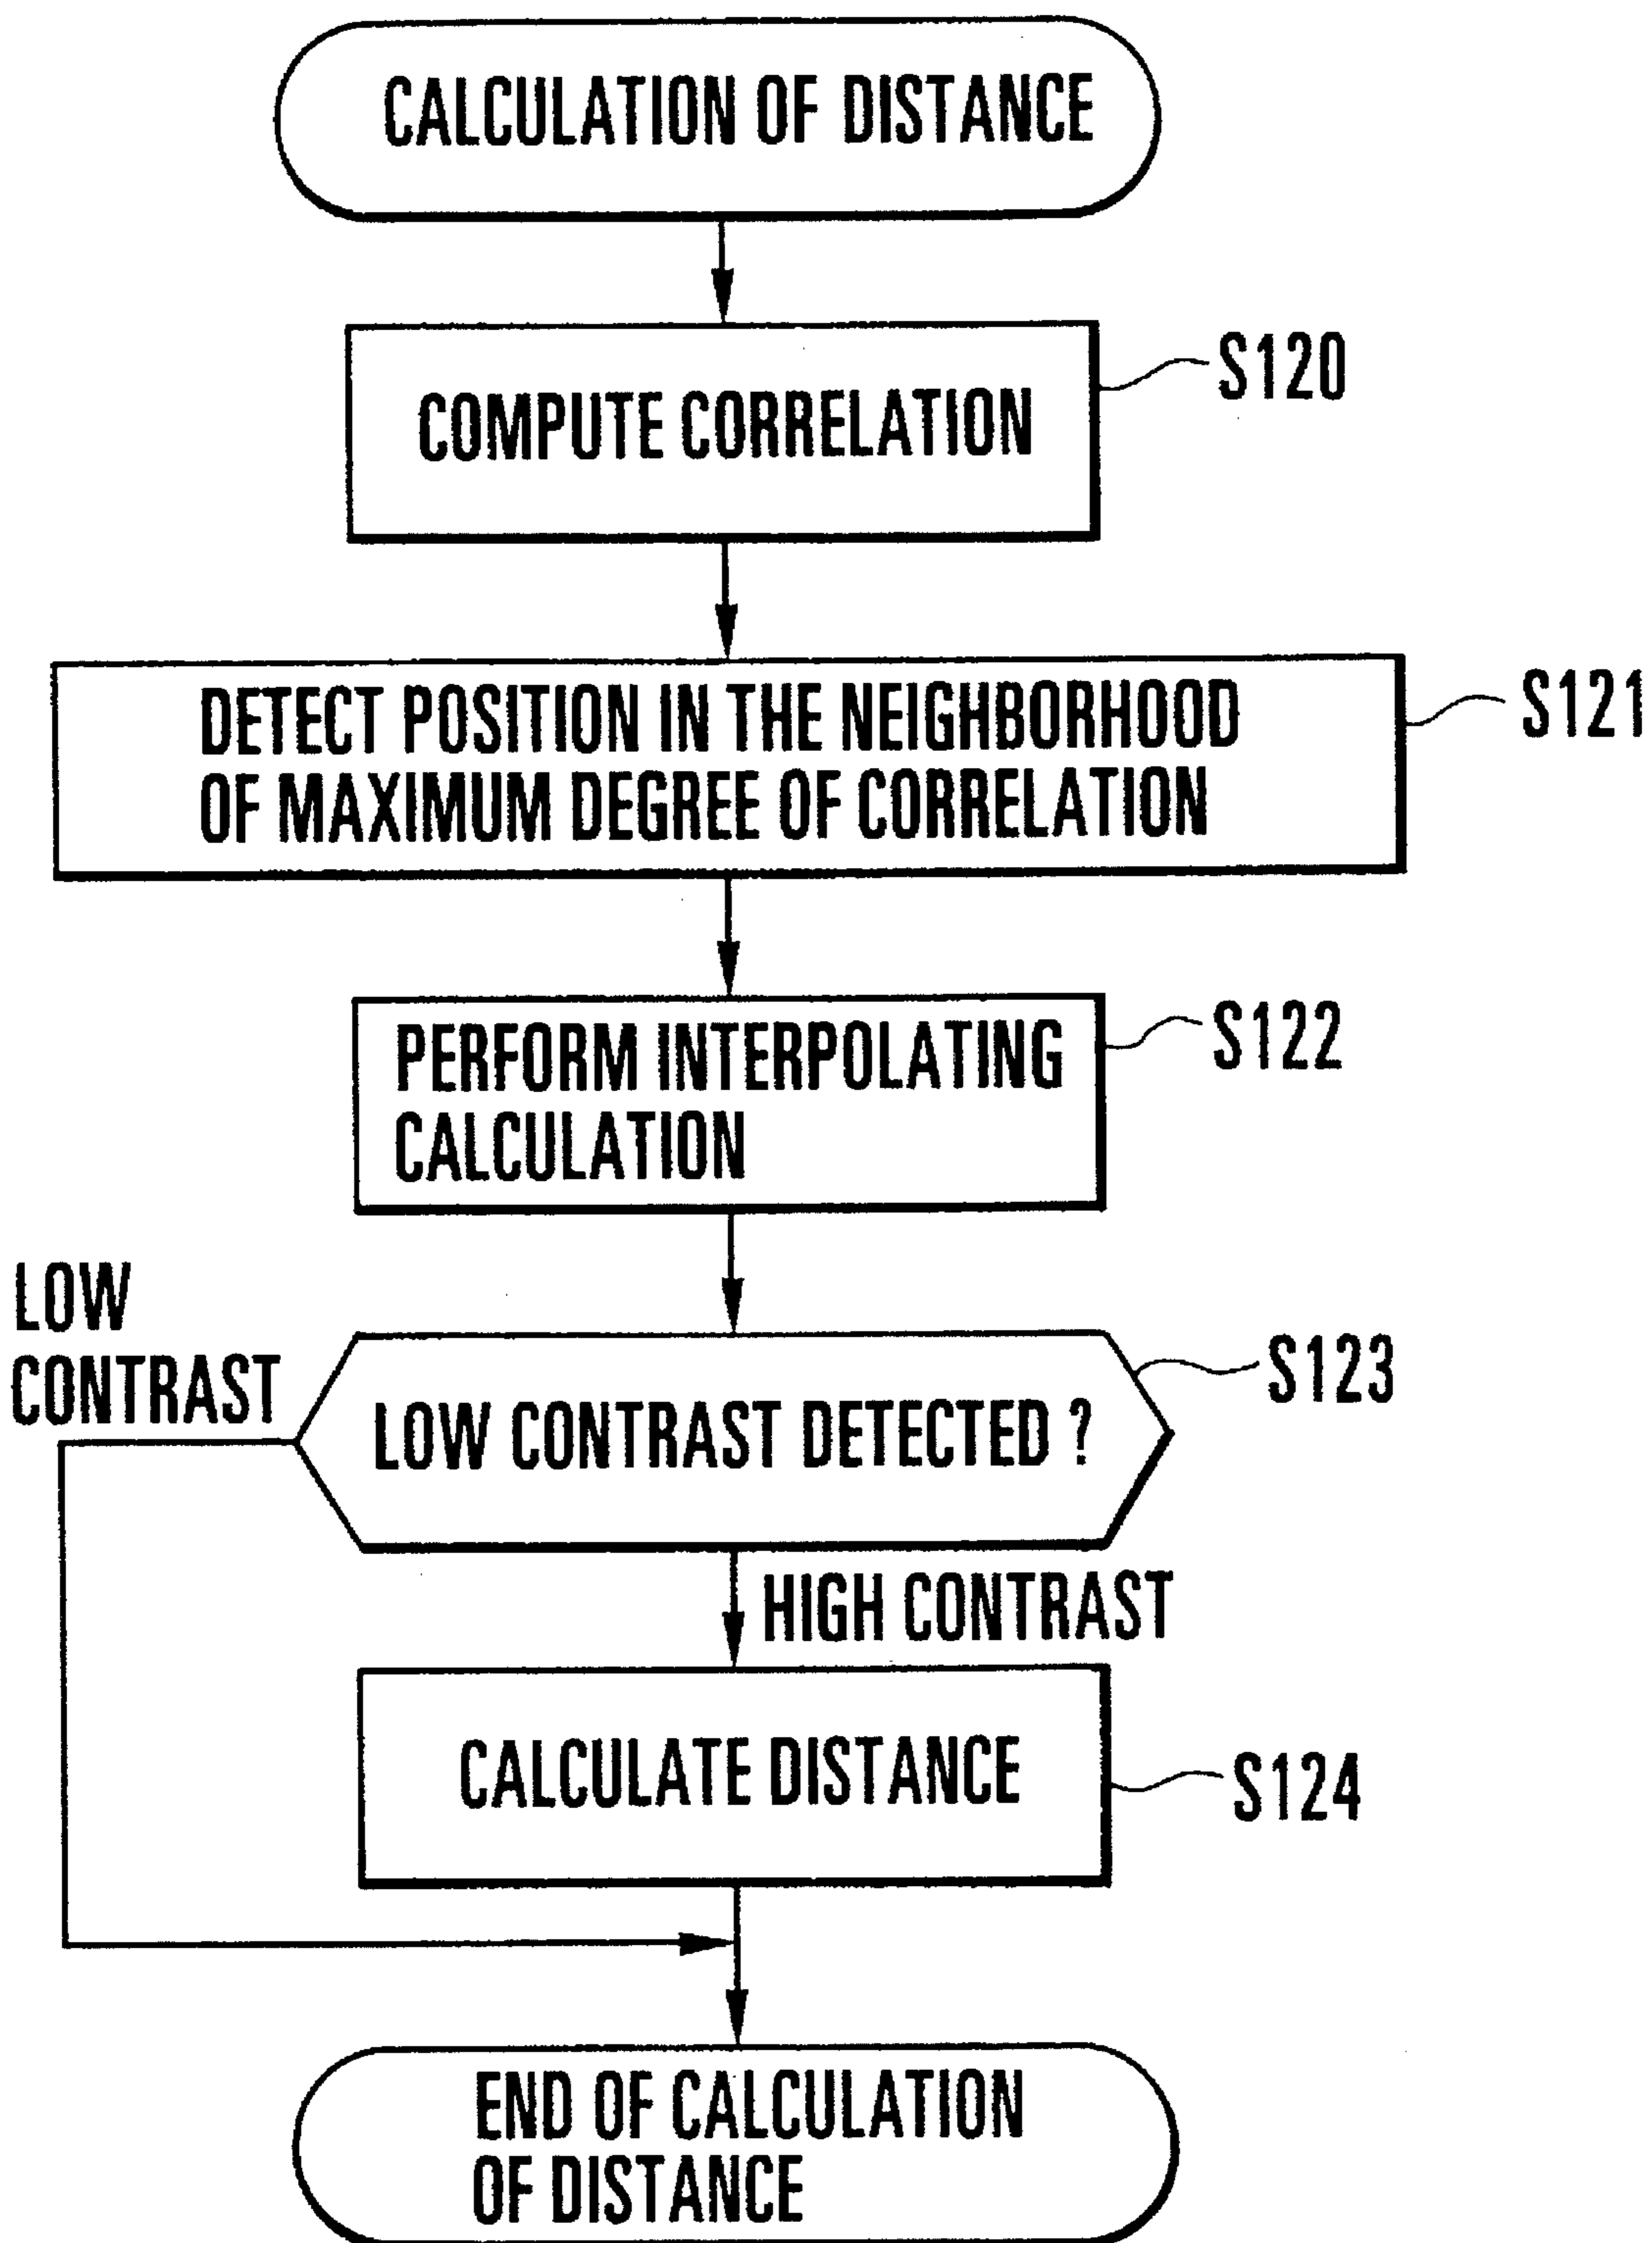 CALCULATION OF DISTANCE
S120
COMPUTE CORRELATION
S121
DETECT POSITION IN THE NEIGHBORHOOD
OF MAXIMUM DEGREE OF CORRELATION
S122
PERFORM INTERPOLATING
CALCULATION
LOW
CONTRAST
S123
LOW CONTRAST DETECTED ?
HIGH CONTRAST
CALCULATE DISTANCE
S124
END OF CALCULATION
OF DISTANCE